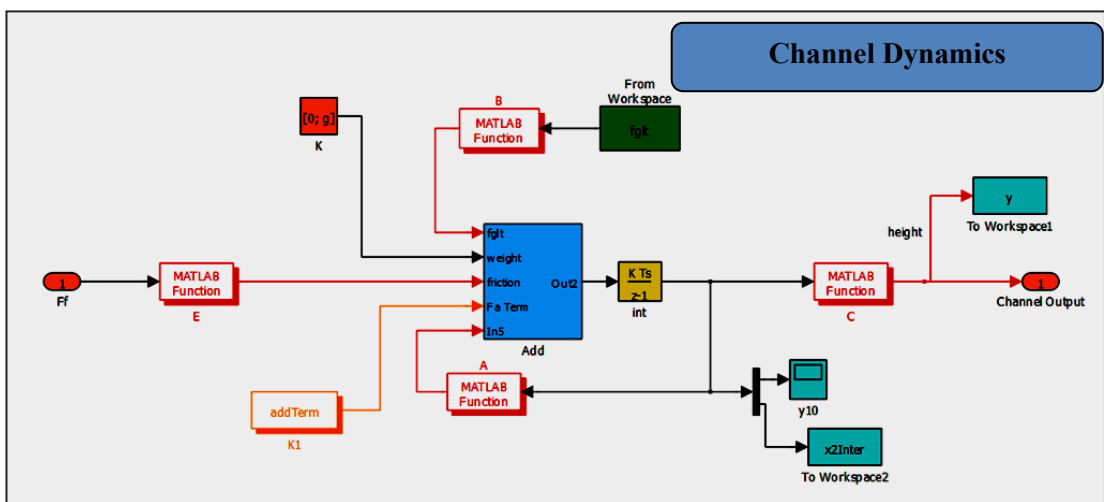 Channel Dynamics
From
Workspace
fglt
B
MATLAB
Function
[0; g]
K
fglt
weight
friction
Fa Term
In5
Out2
Add
1
Ff
MATLAB
Function
E
K Ts
z-1
int
MATLAB
Function
C
height
y
To Workspace1
1
Channel Output
A
MATLAB
Function
addTerm
K1
y10
x2Inter
To Workspace2